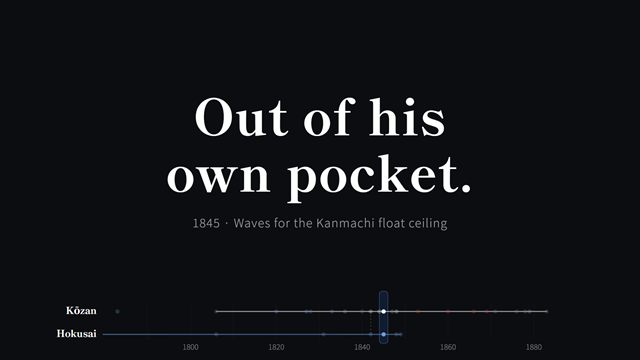 Out of his
own pocket.
1845 · Waves for the Kanmachi float ceiling
Kōzan
Hokusai
1800 1820 1840 1860 1880